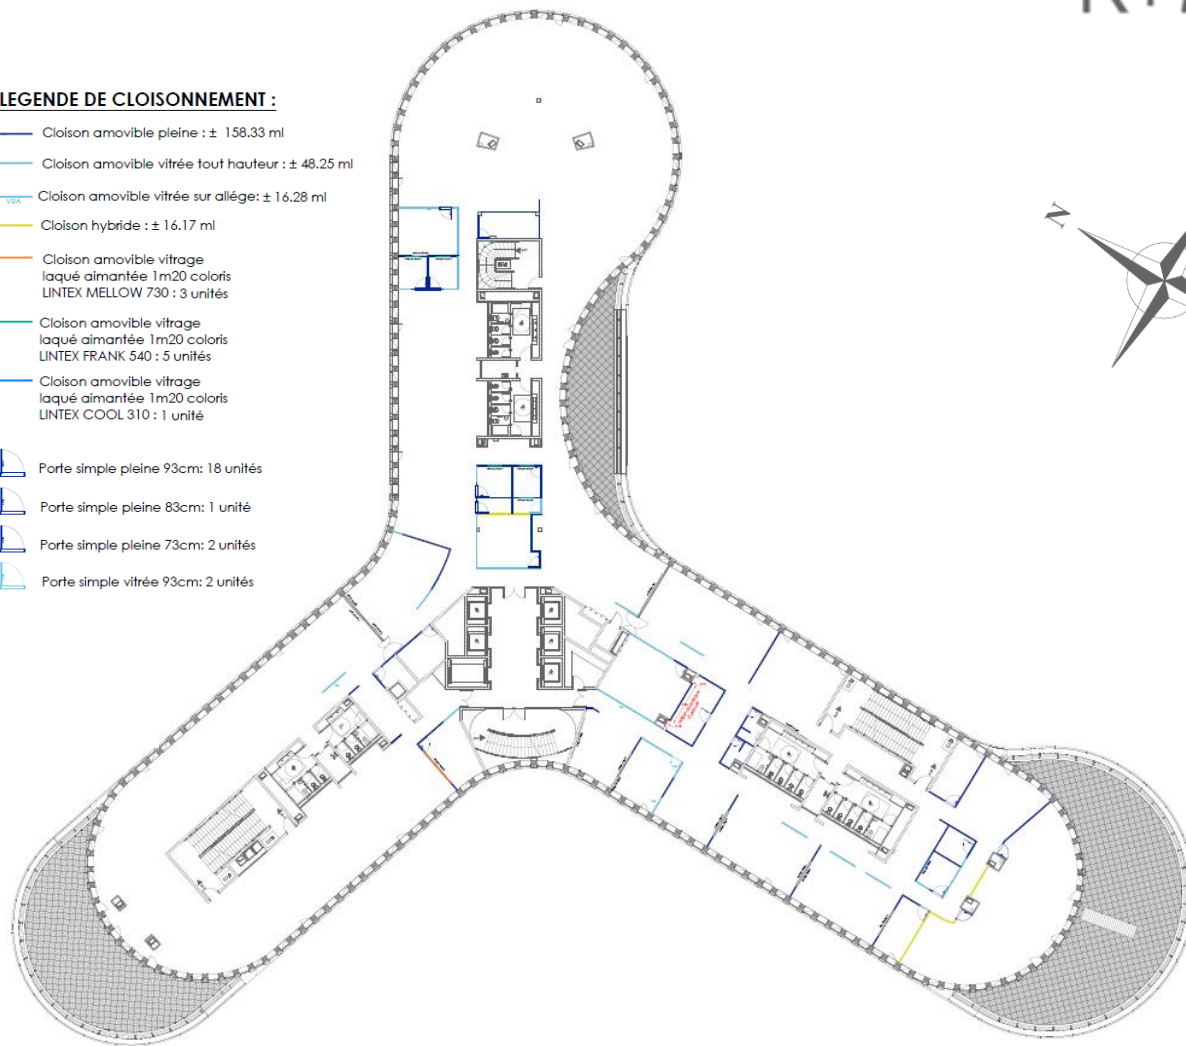 LEGENDE DE CLOISONNEMENT :
Cloison amovible pleine : ± 158.33 ml
Cloison amovible vitrée tout hauteur : ± 48.25 ml
VGA
Cloison amovible vitrée sur allége: ± 16.28 ml
Cloison hybride : ± 16.17 ml
Cloison amovible vitrage
laqué aimantée 1m20 coloris
LINTEX MELLOW 730 : 3 unités
Cloison amovible vitrage
laqué aimantée 1m20 coloris
LINTEX FRANK 540 : 5 unités
Cloison amovible vitrage
laqué aimantée 1m20 coloris
LINTEX COOL 310 : 1 unité
Porte simple pleine 93cm: 18 unités
Porte simple pleine 83cm: 1 unité
Porte simple pleine 73cm: 2 unités
Porte simple vitrée 93cm: 2 unités
N